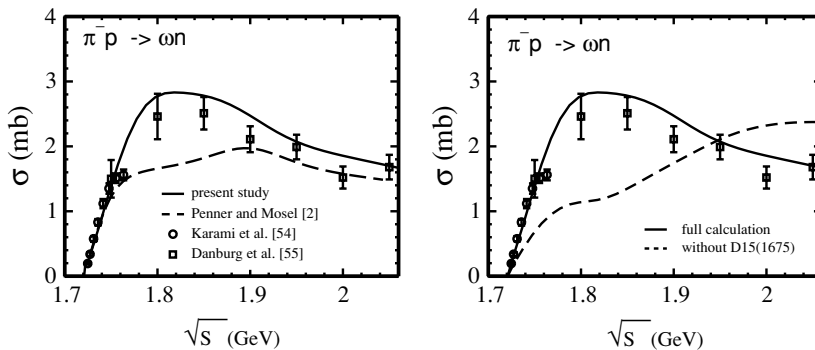 π⁻p -> ωn
4
3
2
1
0
σ (mb)
present study
Penner and Mosel [2]
Karami et al. [54]
Danburg et al. [55]
1.7 1.8 1.9 2
√s (GeV)
π⁻p -> ωn
4
3
2
1
0
σ (mb)
full calculation
without D15(1675)
1.7 1.8 1.9 2
√s (GeV)